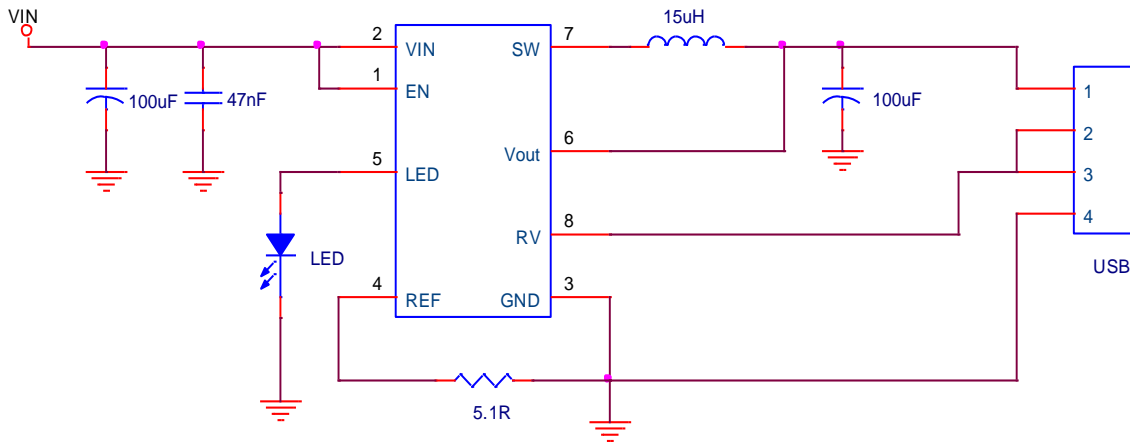 VIN
15uH
2
VIN
SW
7
1
EN
100uF
47nF
100uF
1
2
3
4
USB
6
Vout
5
LED
8
RV
LED
4
REF
GND
3
5.1R